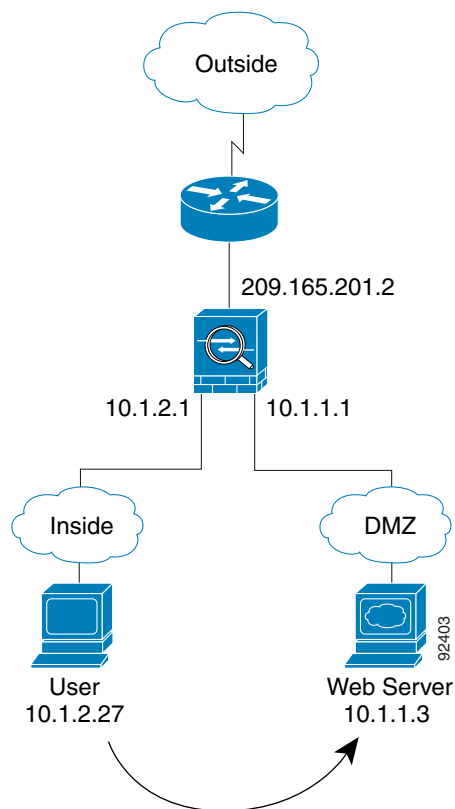 Outside
209.165.201.2
10.1.2.1
10.1.1.1
Inside
DMZ
User
10.1.2.27
Web Server
10.1.1.3
92403